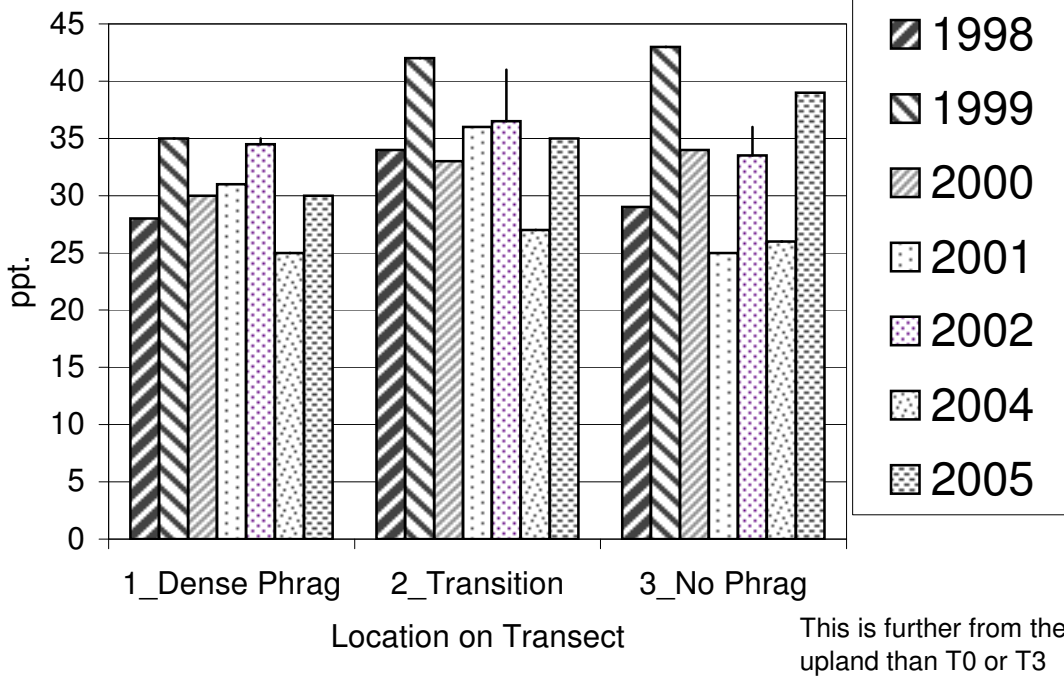 45
40
35
30
25
20
15
10
5
0
ppt.
1_Dense Phrag
2_Transition
3_No Phrag
Location on Transect
This is further from the
upland than T0 or T3
1998
1999
2000
2001
2002
2004
2005